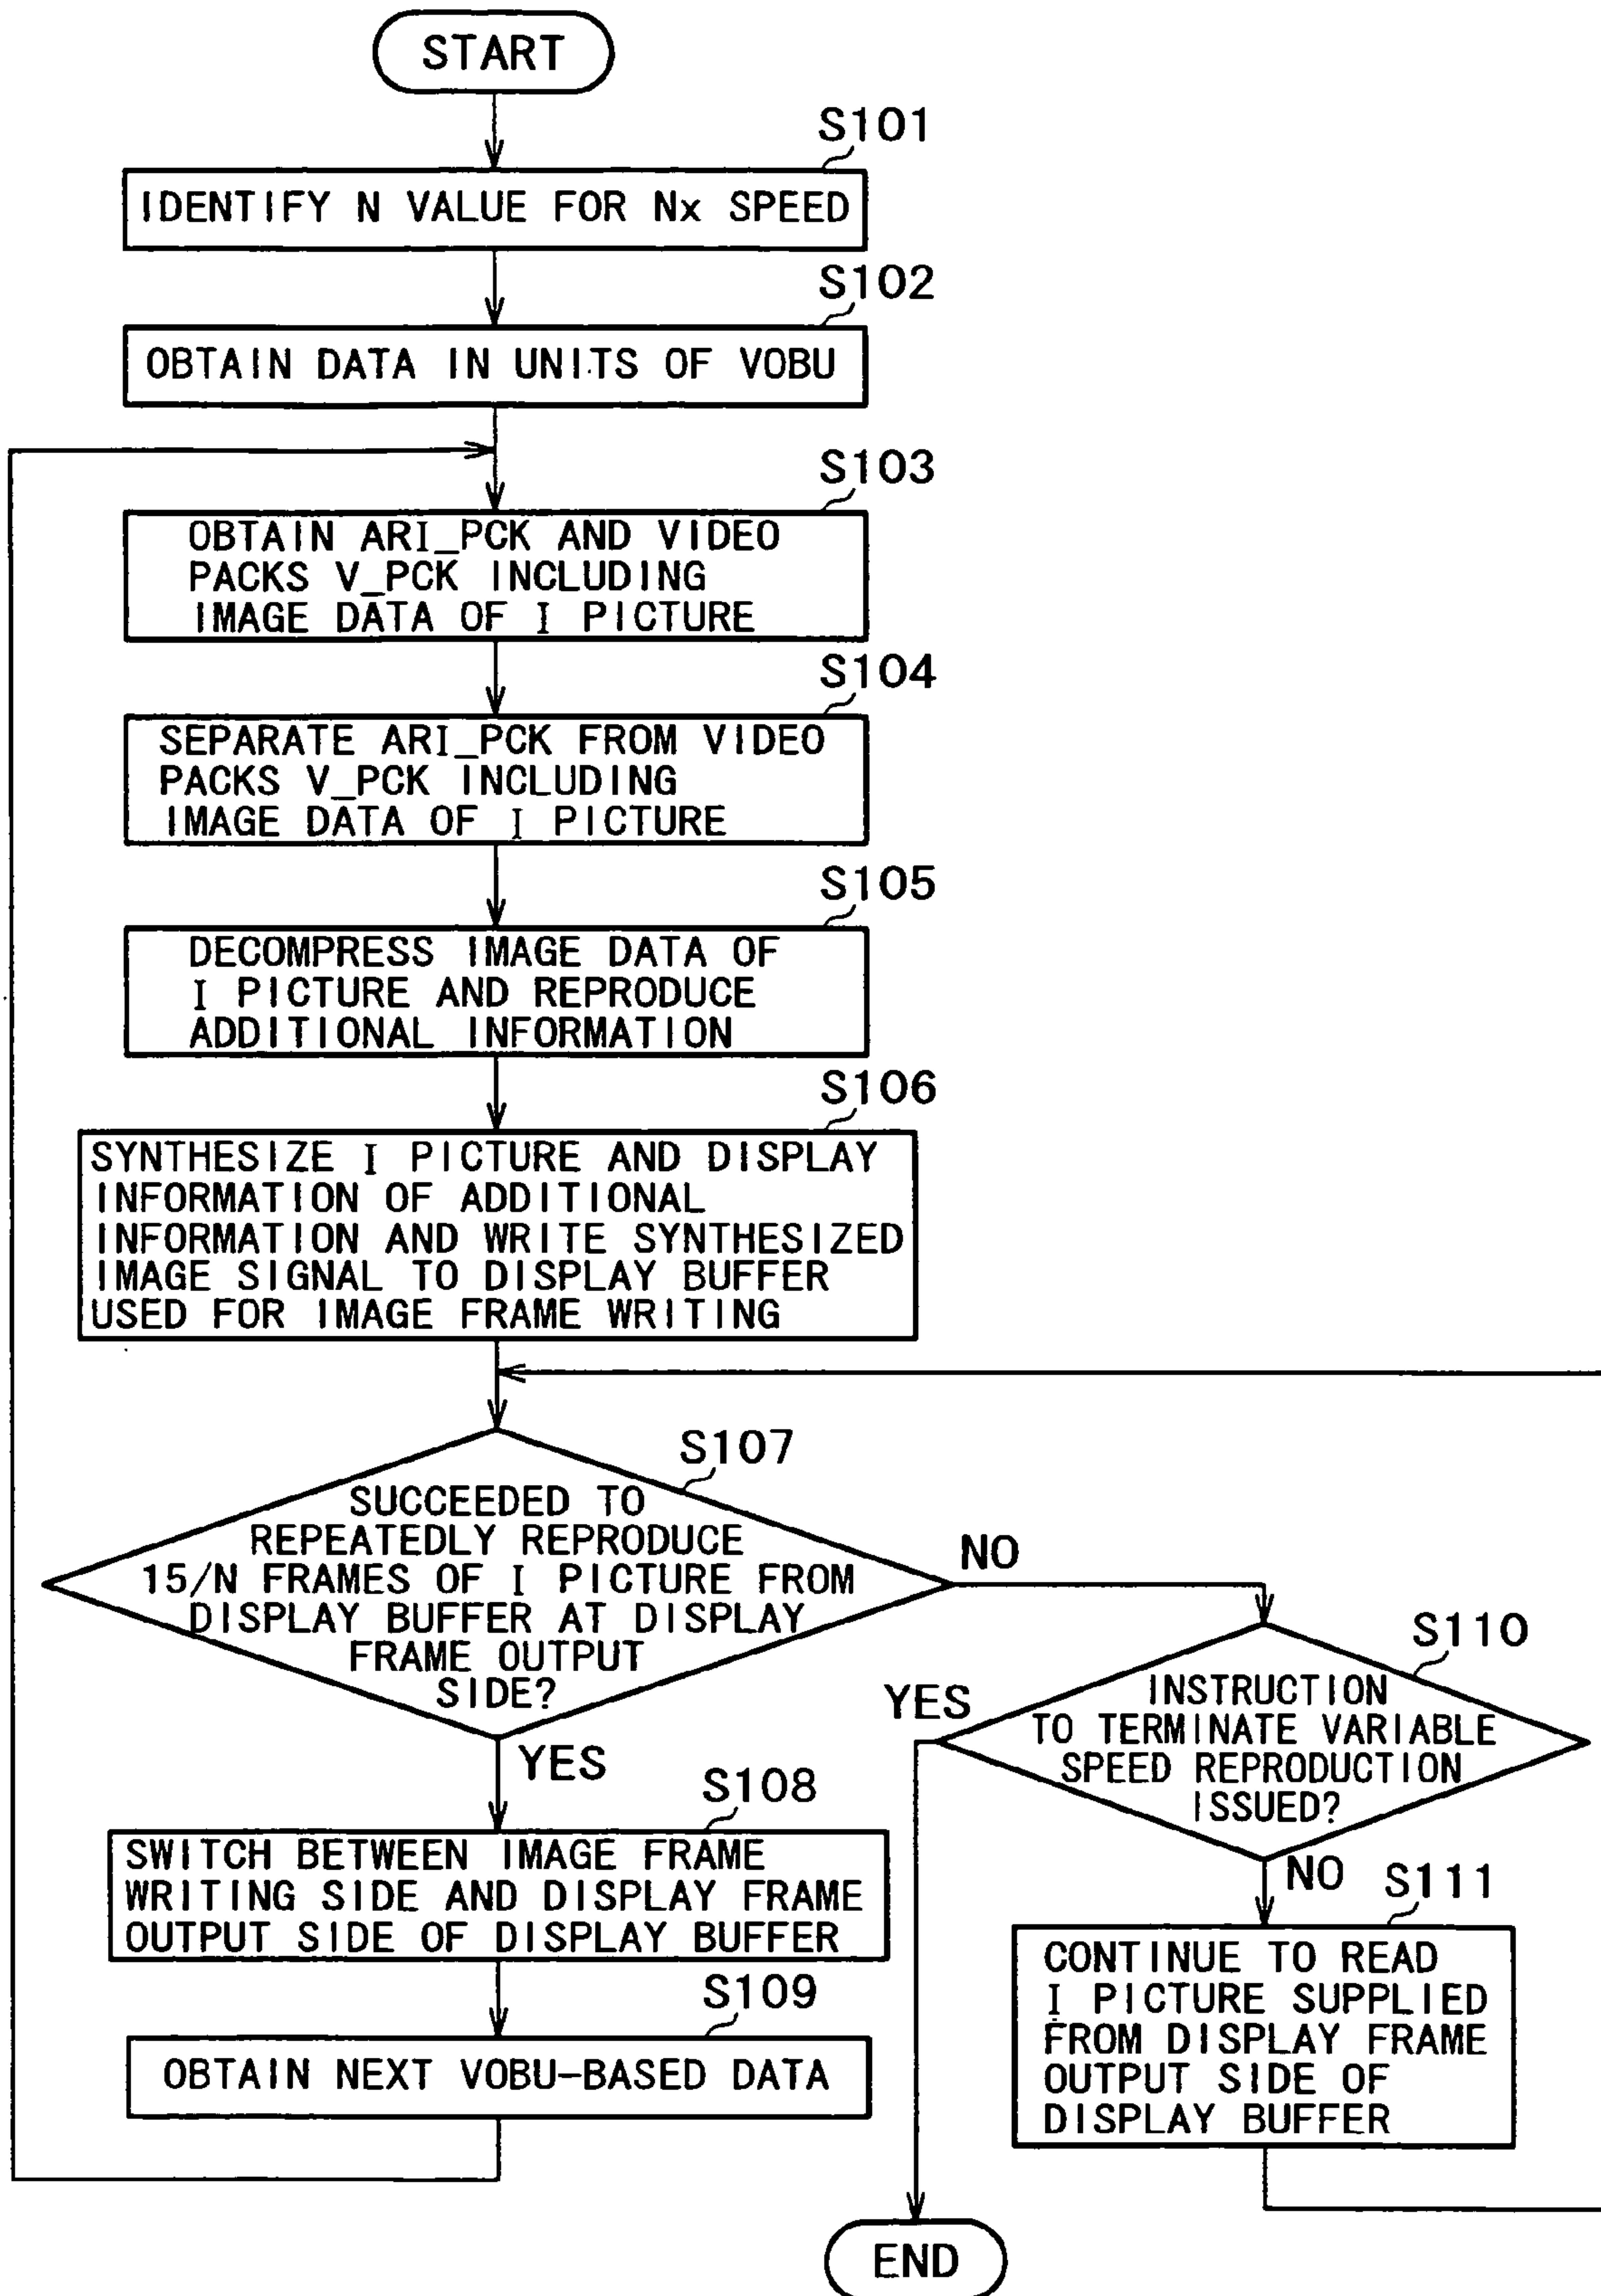 START
S101
IDENTIFY N VALUE FOR Nx SPEED
S102
OBTAIN DATA IN UNITS OF VOBU
S103
OBTAIN ARI_PCK AND VIDEO
PACKS V_PCK INCLUDING
IMAGE DATA OF I PICTURE
S104
SEPARATE ARI_PCK FROM VIDEO
PACKS V_PCK INCLUDING
IMAGE DATA OF I PICTURE
S105
DECOMPRESS IMAGE DATA OF
I PICTURE AND REPRODUCE
ADDITIONAL INFORMATION
S106
SYNTHESIZE I PICTURE AND DISPLAY
INFORMATION OF ADDITIONAL
INFORMATION AND WRITE SYNTHESIZED
IMAGE SIGNAL TO DISPLAY BUFFER
USED FOR IMAGE FRAME WRITING
S107
SUCCEEDED TO
REPEATEDLY REPRODUCE
15/N FRAMES OF I PICTURE FROM
DISPLAY BUFFER AT DISPLAY
FRAME OUTPUT
SIDE?
NO
YES
S108
SWITCH BETWEEN IMAGE FRAME
WRITING SIDE AND DISPLAY FRAME
OUTPUT SIDE OF DISPLAY BUFFER
S109
OBTAIN NEXT VOBU-BASED DATA
S110
INSTRUCTION
TO TERMINATE VARIABLE
SPEED REPRODUCTION
ISSUED?
YES
NO
S111
CONTINUE TO READ
I PICTURE SUPPLIED
FROM DISPLAY FRAME
OUTPUT SIDE OF
DISPLAY BUFFER
END